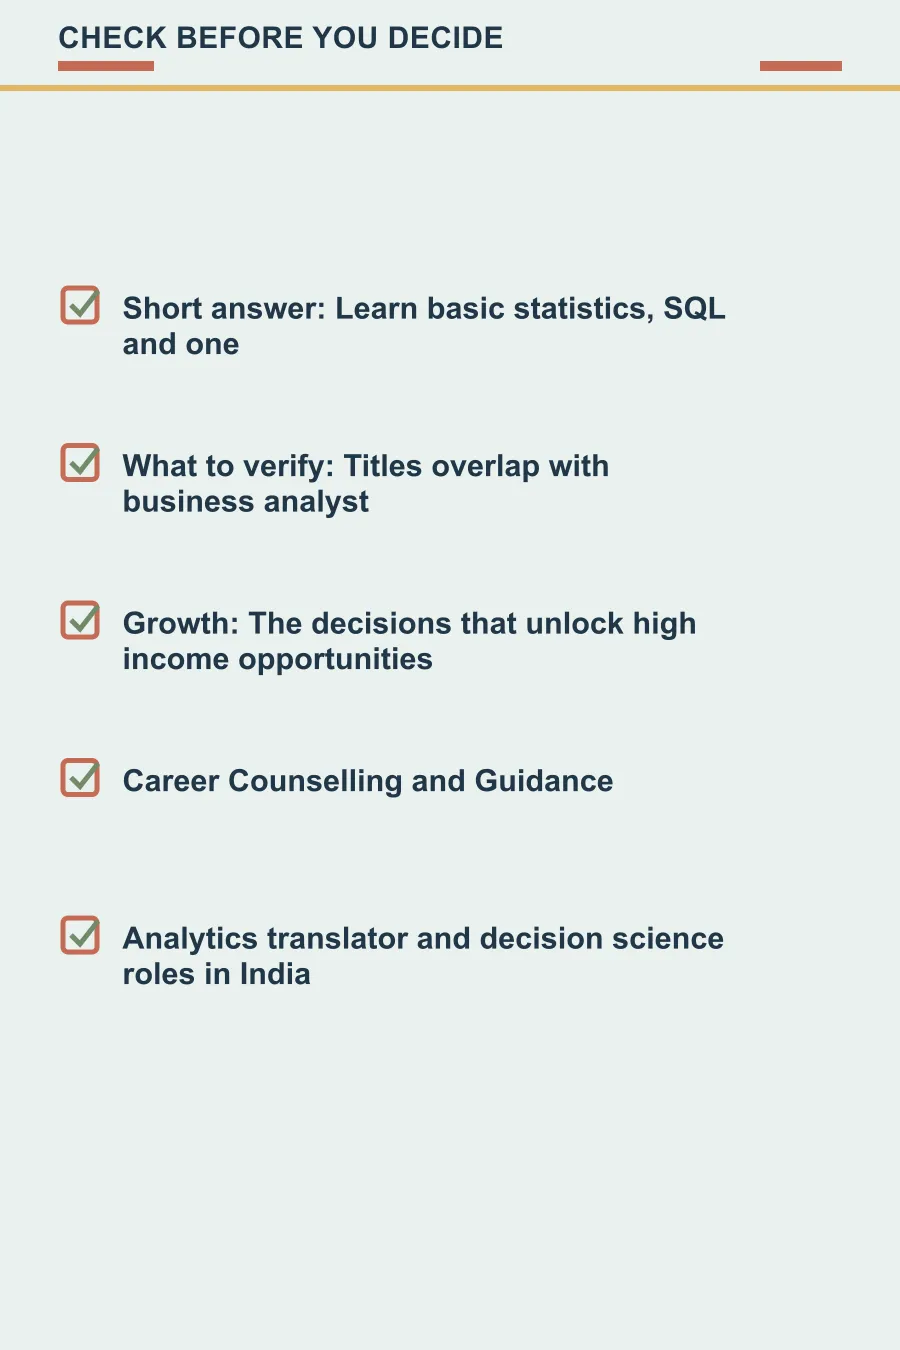 CHECK BEFORE YOU DECIDE
Short answer: Learn basic statistics, SQL
and one
What to verify: Titles overlap with
business analyst
Growth: The decisions that unlock high
income opportunities
Career Counselling and Guidance
Analytics translator and decision science
roles in India